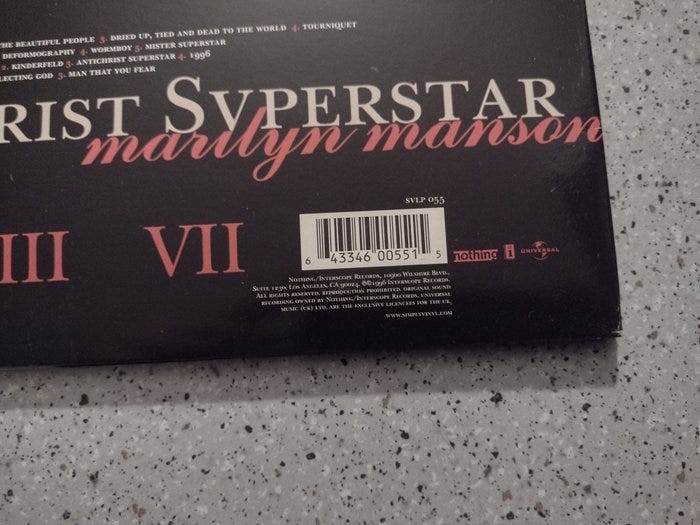 THE BEAUTIFUL PEOPLE 3. DRIED UP, TIED AND DEAD TO THE WORLD 4. TOURNIQUET
DEFORMOGRAPHY 4. WORMBOY 5. MISTER SUPERSTAR
2. KINDERFELD 3. ANTICHRIST SUPERSTAR 4. 1996
LECTING GOD 3. MAN THAT YOU FEAR
RIST SVPERSTAR
marilyn manson
III VII
SVLP 055
6 43346 00551 5
nothing i UNIVERSAL
NOTHING/INTERSCOPE RECORDS, 10900 WILSHIRE BLVD.,
SUITE 1230, LOS ANGELES, CA 90024. ℗©1996 INTERSCOPE RECORDS.
ALL RIGHTS RESERVED. REPRODUCTION PROHIBITED. ORIGINAL SOUND
RECORDING OWNED BY NOTHING/INTERSCOPE RECORDS, UNIVERSAL
MUSIC (UK) LTD. ARE THE EXCLUSIVE LICENCEES FOR THE UK.
WWW.SIMPLYVINYL.COM